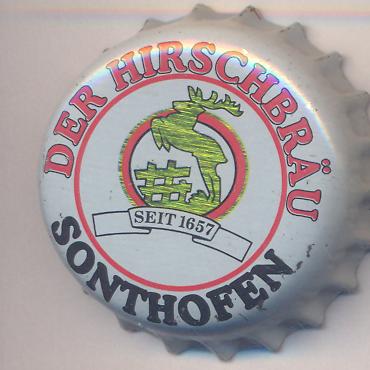 DER HIRSCHBRÄU
SEIT 1657
SONTHOFEN